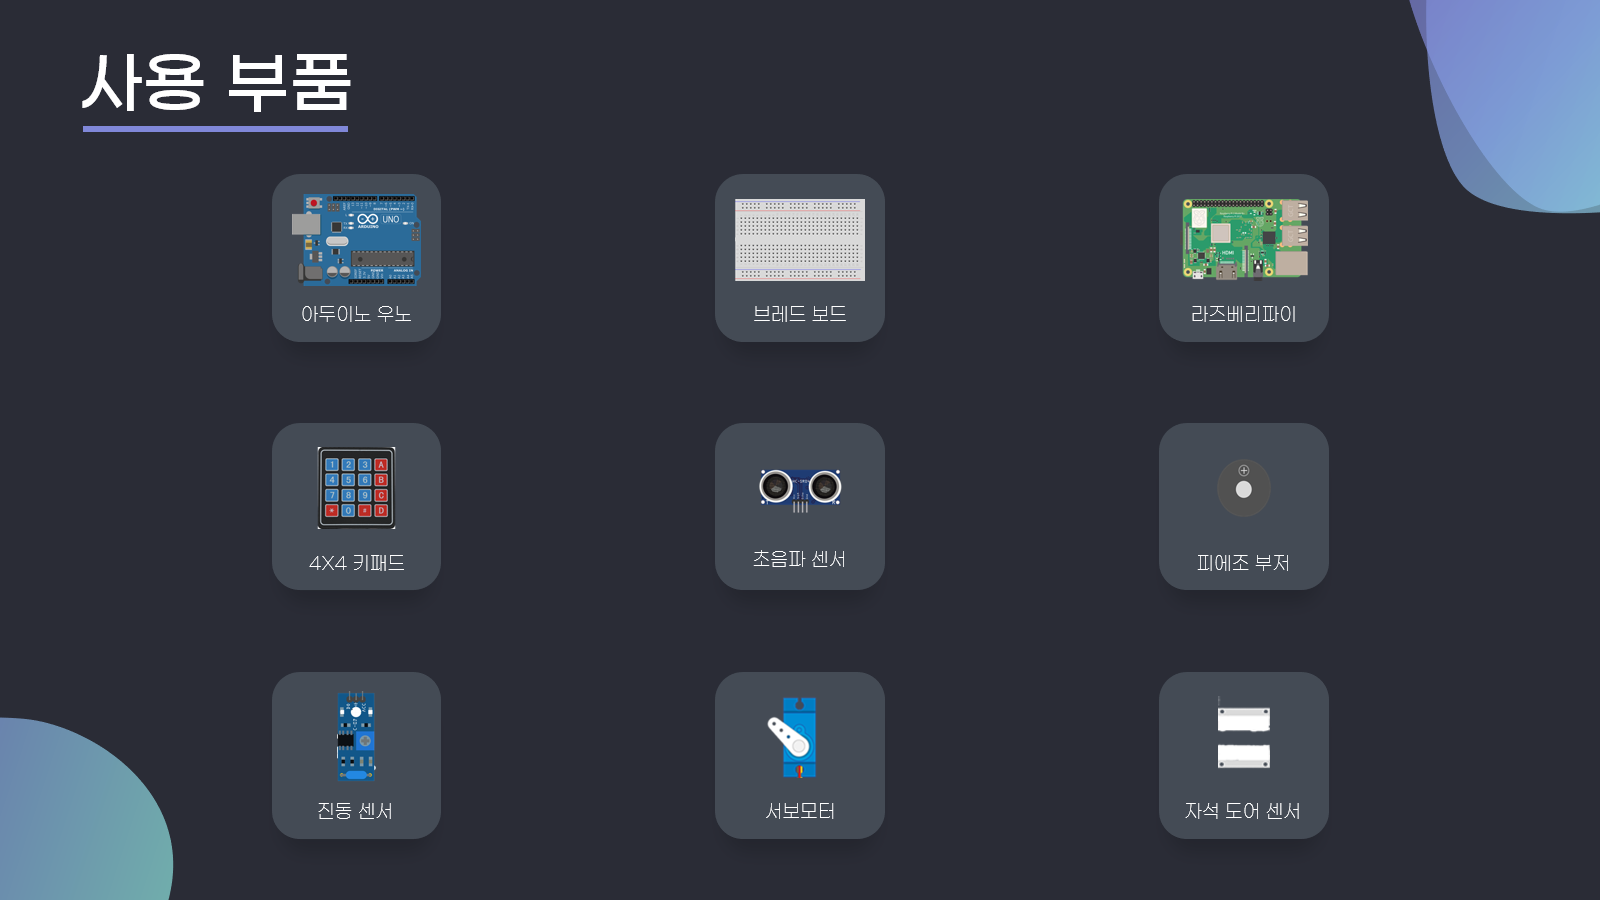 사용 부품
UNO
ARDUINO
아두이노 우노
브레드 보드
HDMI
라즈베리파이
1 2 3 A
4 5 6 B
7 8 9 C
* 0 # D
4X4 키패드
초음파 센서
피에조 부저
진동 센서
서보모터
자석 도어 센서